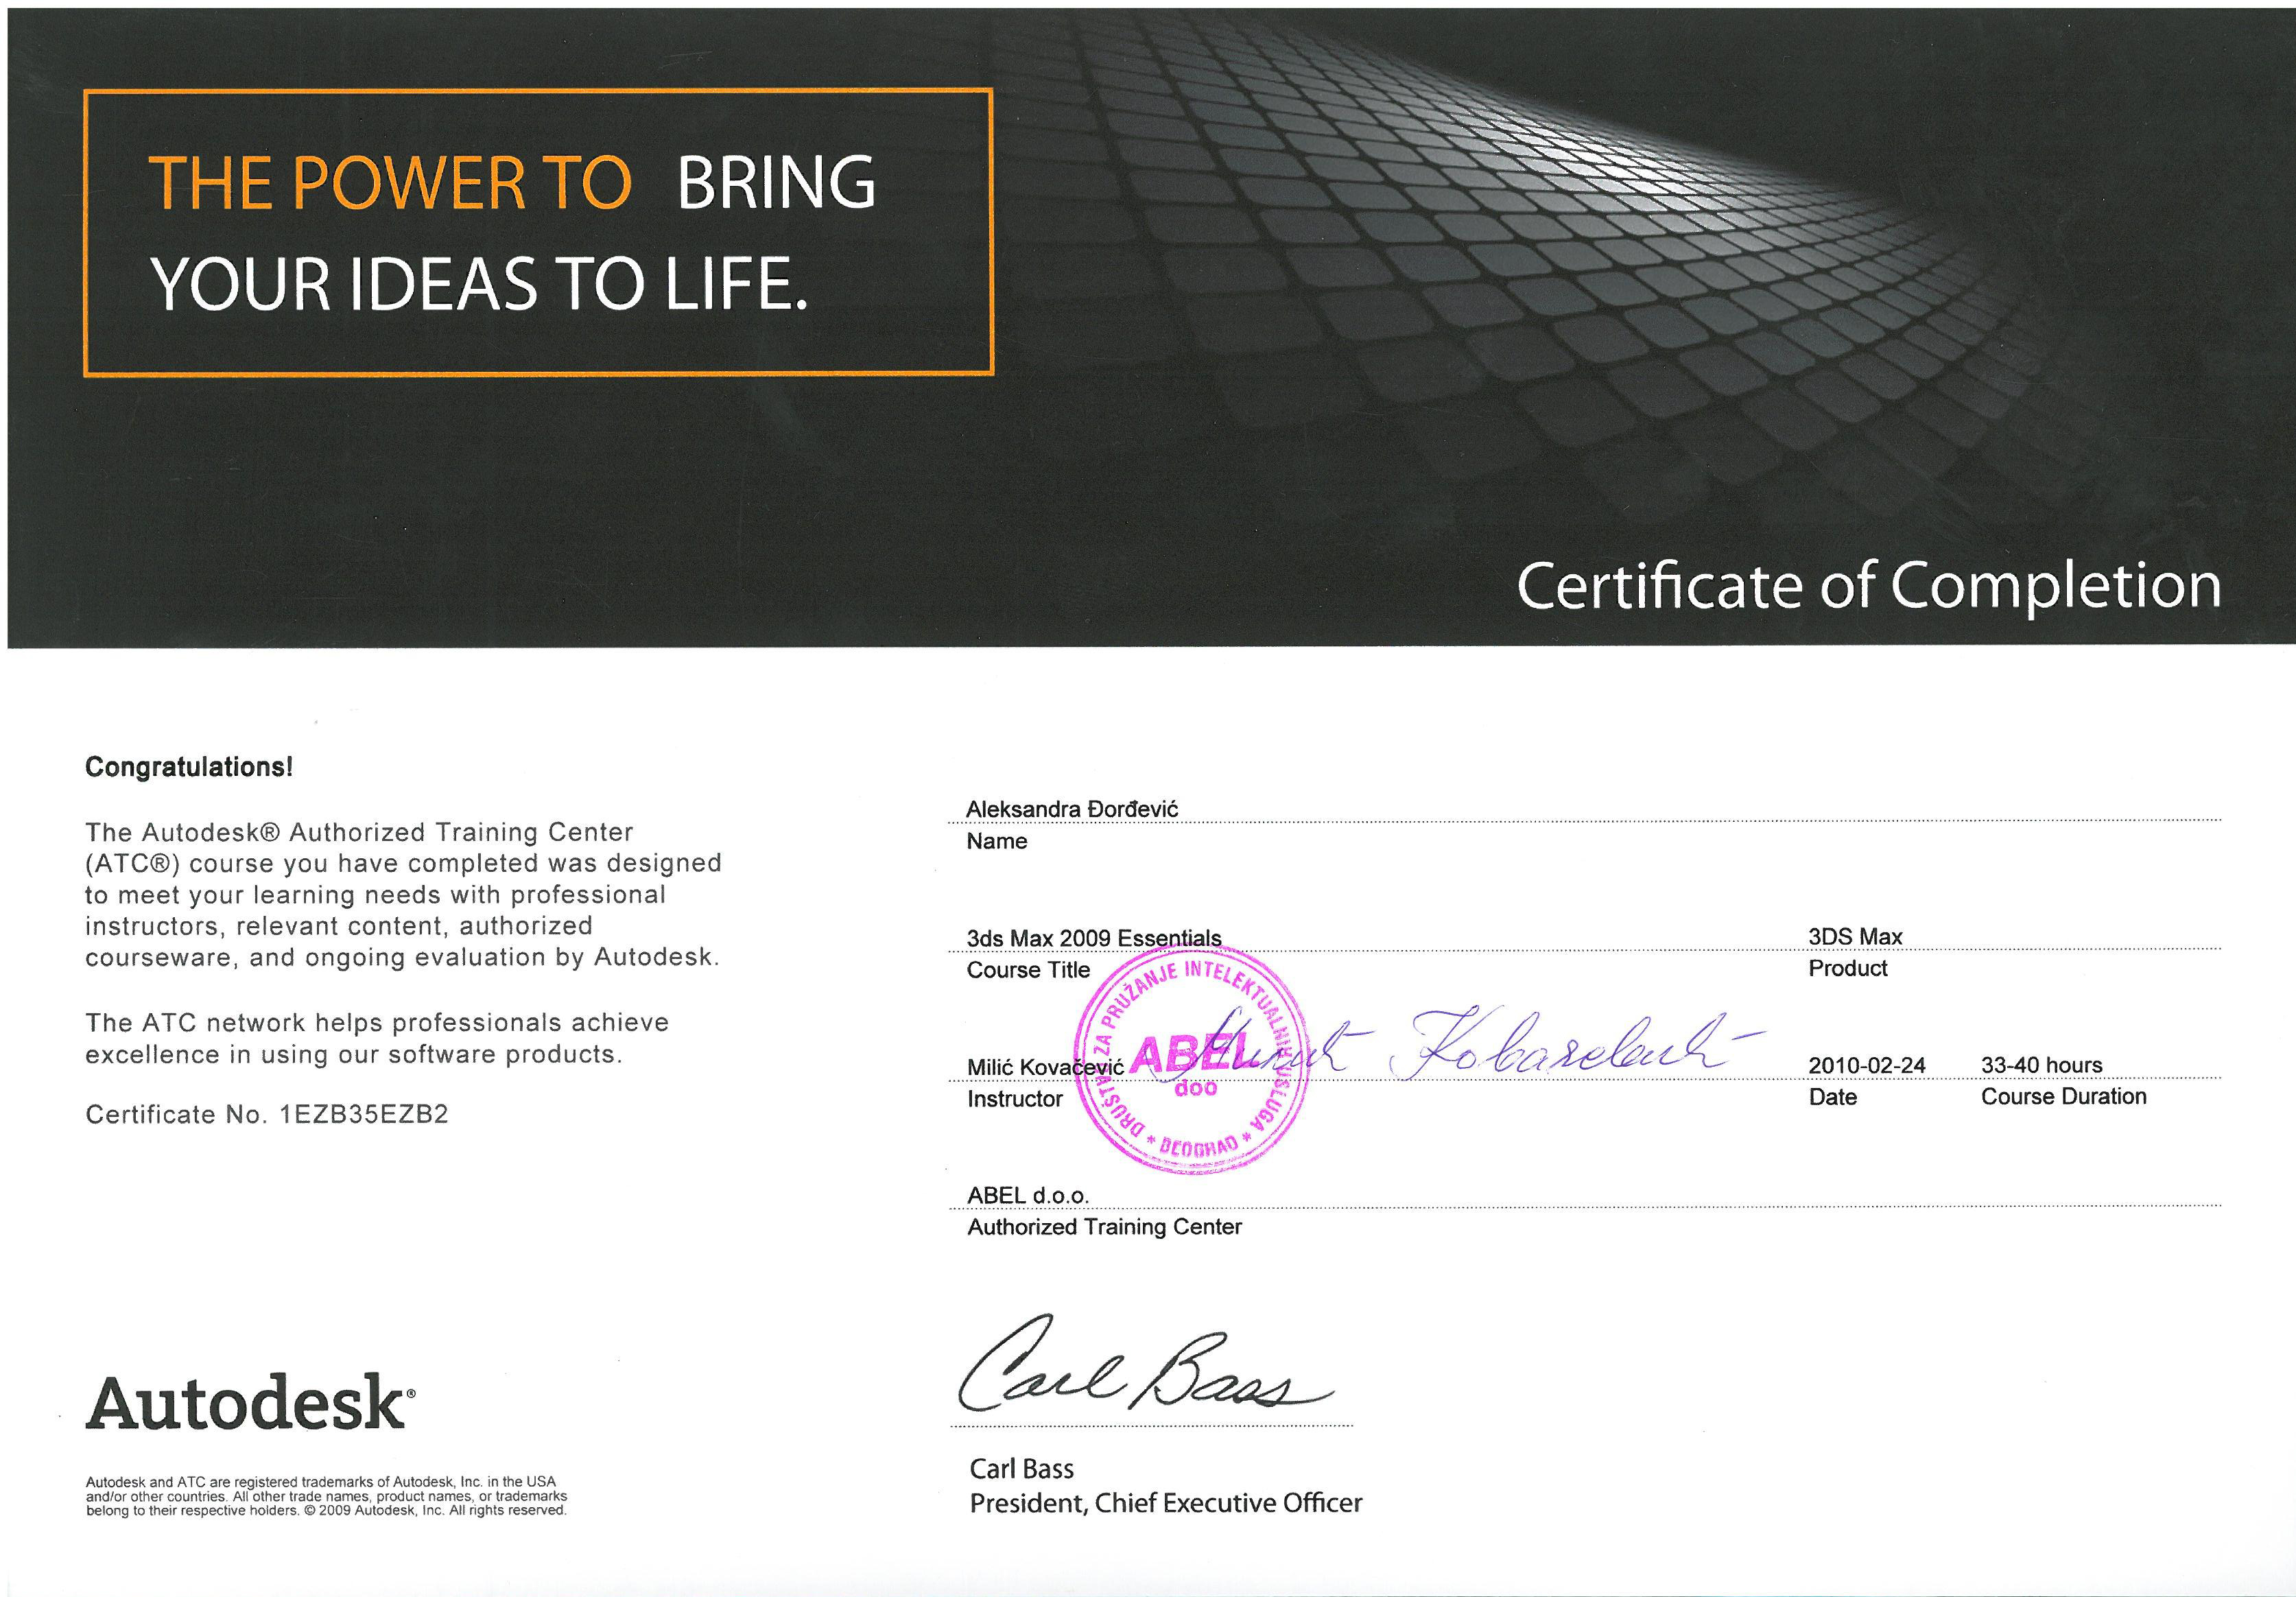 THE POWER TO BRING
YOUR IDEAS TO LIFE.
Certificate of Completion
Congratulations!
The Autodesk® Authorized Training Center
(ATC®) course you have completed was designed
to meet your learning needs with professional
instructors, relevant content, authorized
courseware, and ongoing evaluation by Autodesk.
The ATC network helps professionals achieve
excellence in using our software products.
Certificate No. 1EZB35EZB2
Aleksandra Đorđević
Name
3ds Max 2009 Essentials
Course Title
3DS Max
Product
Milić Kovačević
Instructor
2010-02-24
Date
33-40 hours
Course Duration
DRUŠTVO ZA PRUŽANJE INTELEKTUALNIH USLUGA
ABEL
doo
* BEOGRAD *
ABEL d.o.o.
Authorized Training Center
Carl Bass
Carl Bass
President, Chief Executive Officer
Autodesk®
Autodesk and ATC are registered trademarks of Autodesk, Inc. in the USA
and/or other countries. All other trade names, product names, or trademarks
belong to their respective holders. © 2009 Autodesk, Inc. All rights reserved.